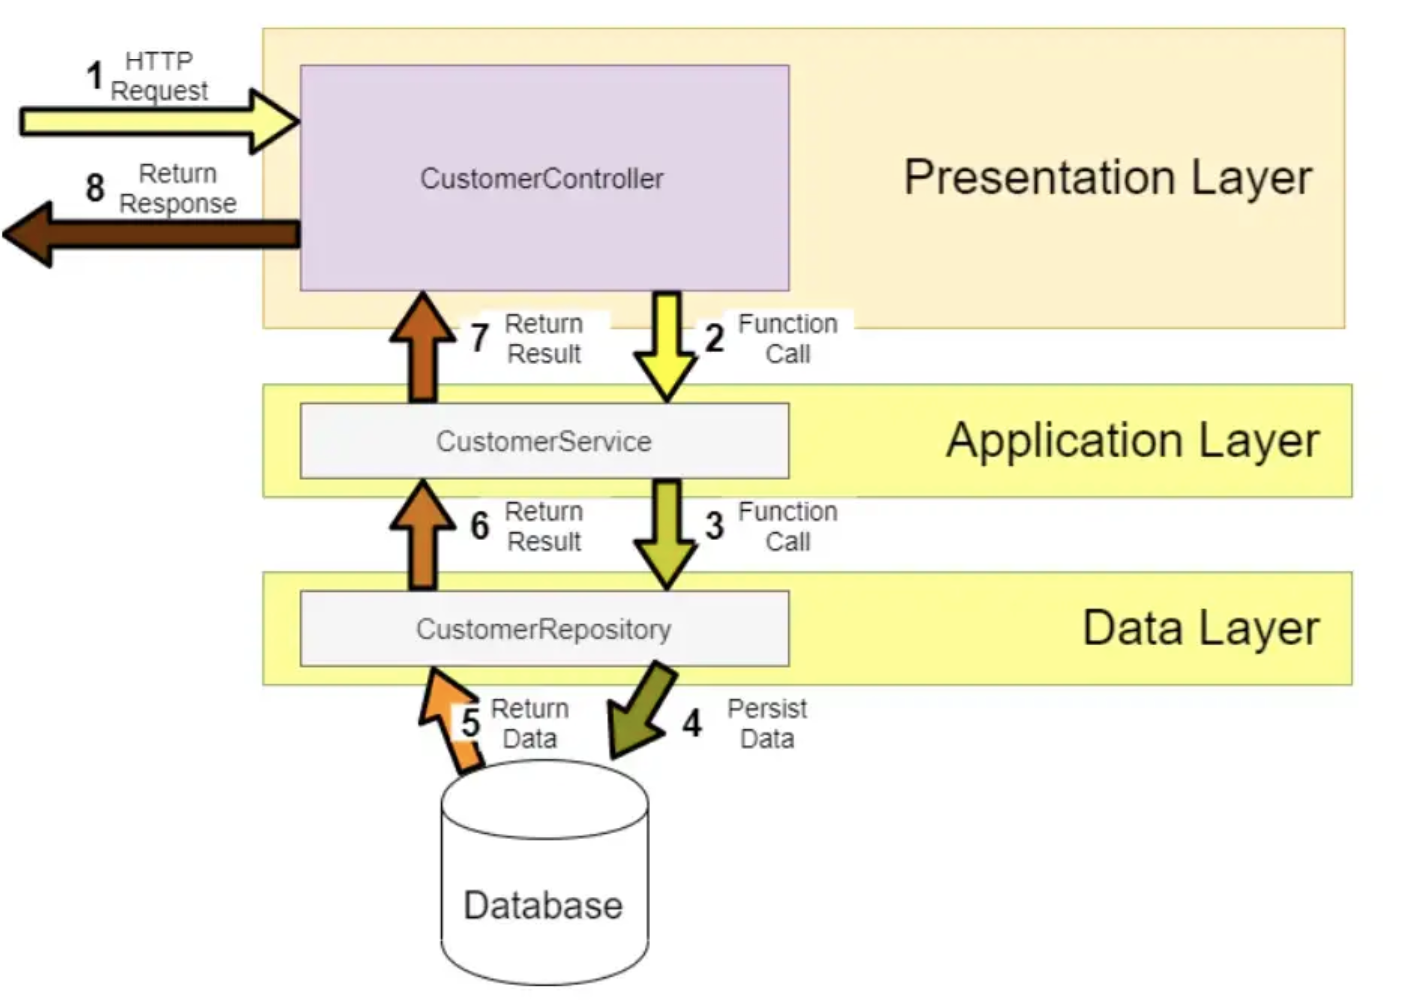 1
HTTP
Request
CustomerController
Presentation Layer
8
Return
Response
7
Return
Result
2
Function
Call
CustomerService
Application Layer
6
Return
Result
3
Function
Call
CustomerRepository
Data Layer
5
Return
Data
4
Persist
Data
Database